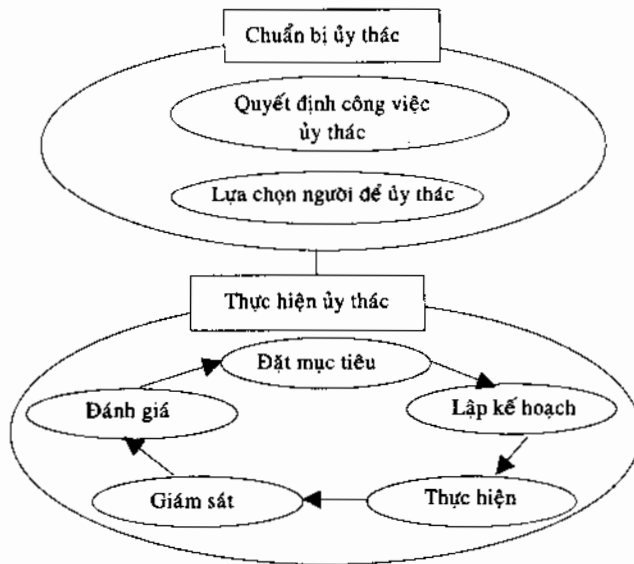 Chuẩn bị ủy thác
Quyết định công việc
ủy thác
Lựa chọn người để ủy thác
Thực hiện ủy thác
Đặt mục tiêu
Lập kế hoạch
Thực hiện
Giám sát
Đánh giá